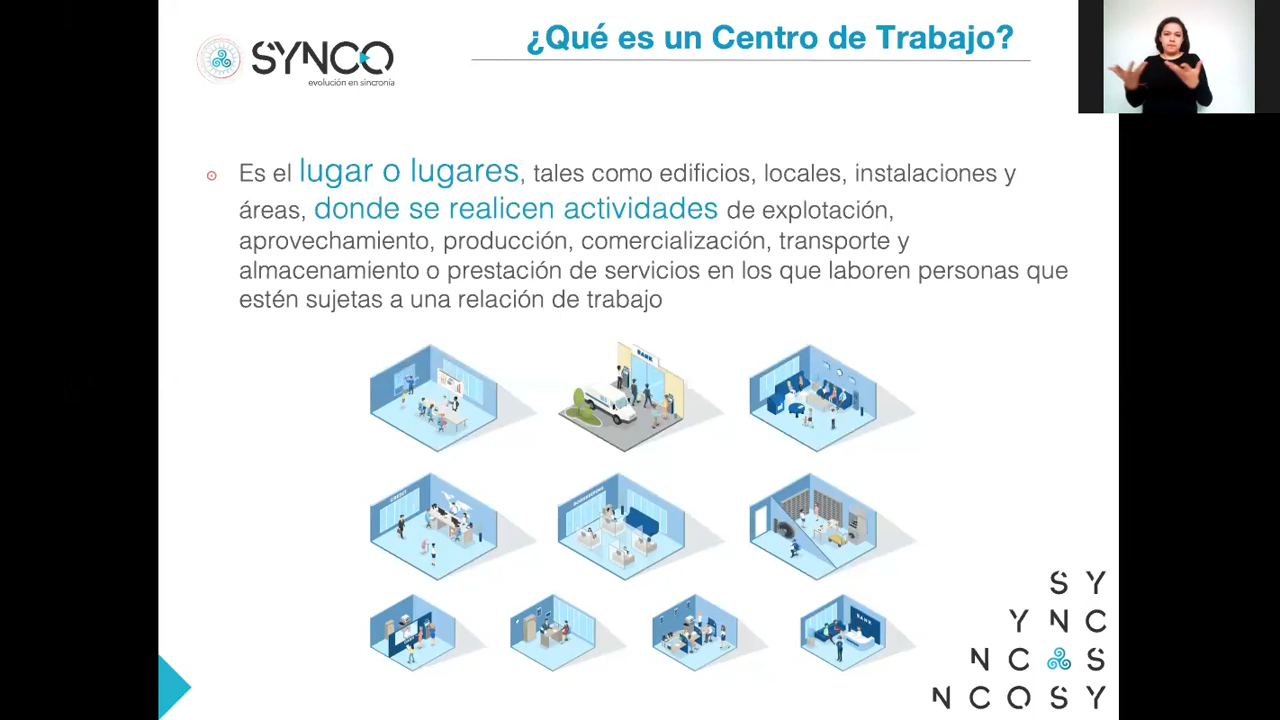 SYNCO
evolución en sincronía
¿Qué es un Centro de Trabajo?
Es el lugar o lugares, tales como edificios, locales, instalaciones y
áreas, donde se realicen actividades de explotación,
aprovechamiento, producción, comercialización, transporte y
almacenamiento o prestación de servicios en los que laboren personas que
estén sujetas a una relación de trabajo
BANK
CREDIT
BANK
S Y
Y N C
N C S
N C O S Y